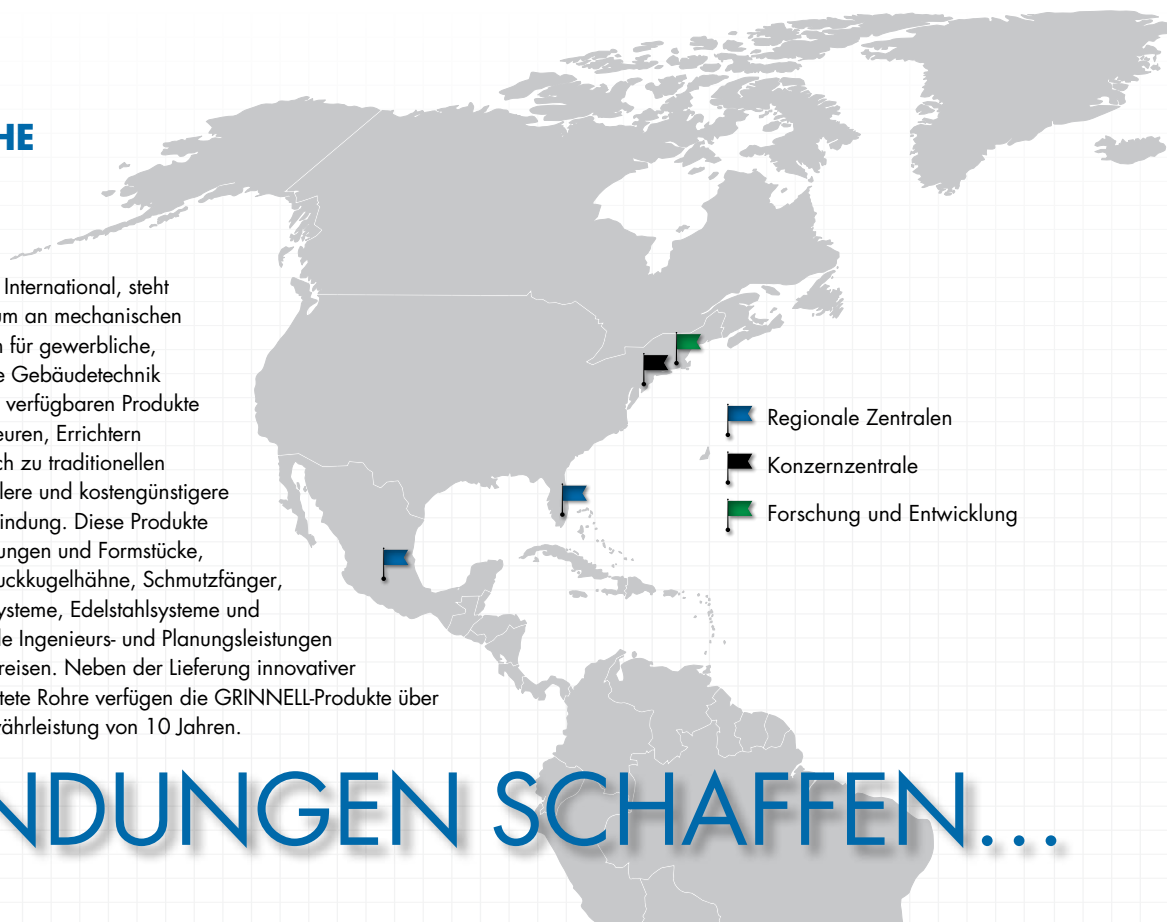 HE
International, steht
um an mechanischen
n für gewerbliche,
e Gebäudetechnik
verfügbaren Produkte
euren, Errichtern
ch zu traditionellen
lere und kostengünstigere
indung. Diese Produkte
ungen und Formstücke,
uckkugelhähne, Schmutzfänger,
ysteme, Edelstahlsysteme und
le Ingenieurs- und Planungsleistungen
reisen. Neben der Lieferung innovativer
tete Rohre verfügen die GRINNELL-Produkte über
währleistung von 10 Jahren.
Regionale Zentralen
Konzernzentrale
Forschung und Entwicklung
NDUNGEN SCHAFFEN...